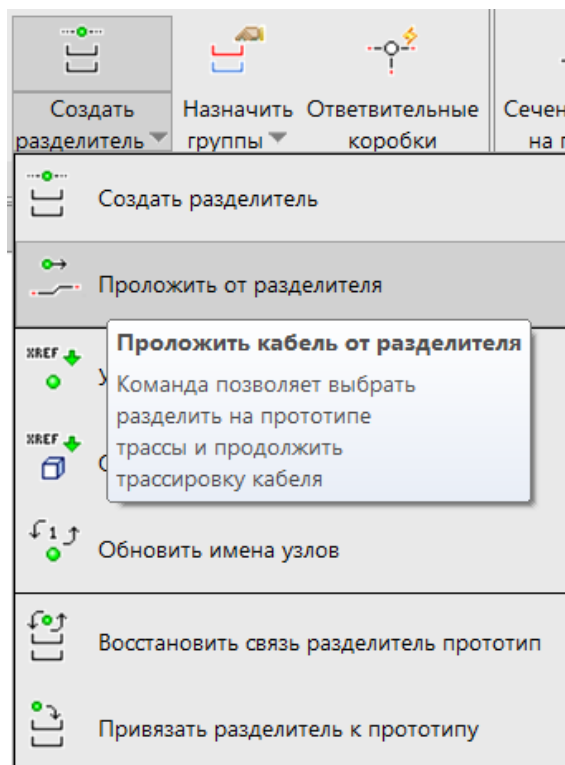 Создать
разделитель
Назначить
группы
Ответвительные
коробки
на
Создать разделитель
Проложить от разделителя
Проложить кабель от разделителя
Команда позволяет выбрать
разделить на прототипе
трассы и продолжить
трассировку кабеля
XREF
XREF
1
Обновить имена узлов
Восстановить связь разделитель прототип
Привязать разделитель к прототипу